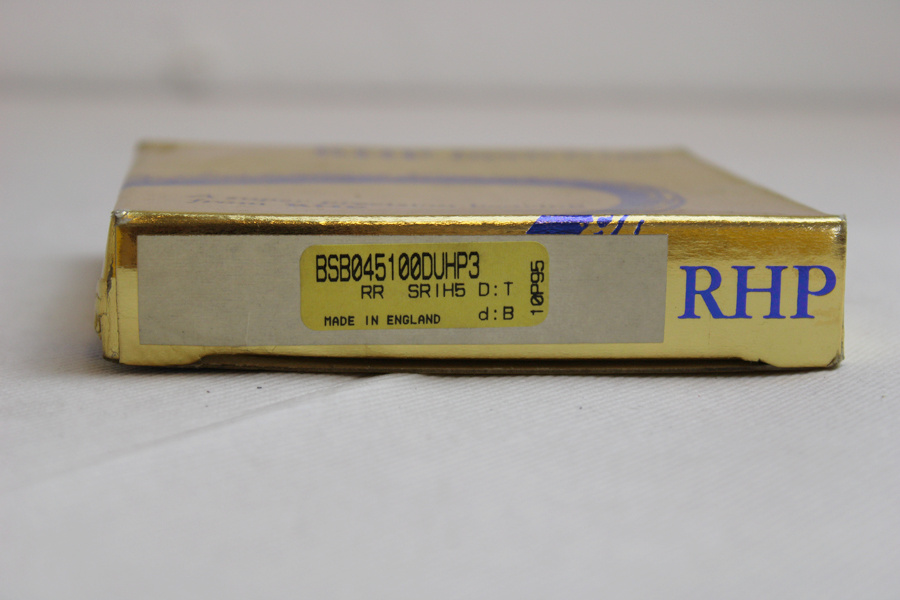 BSB045100DUHP3
RR SRIH5 D:T
MADE IN ENGLAND d:B
10P95
RHP